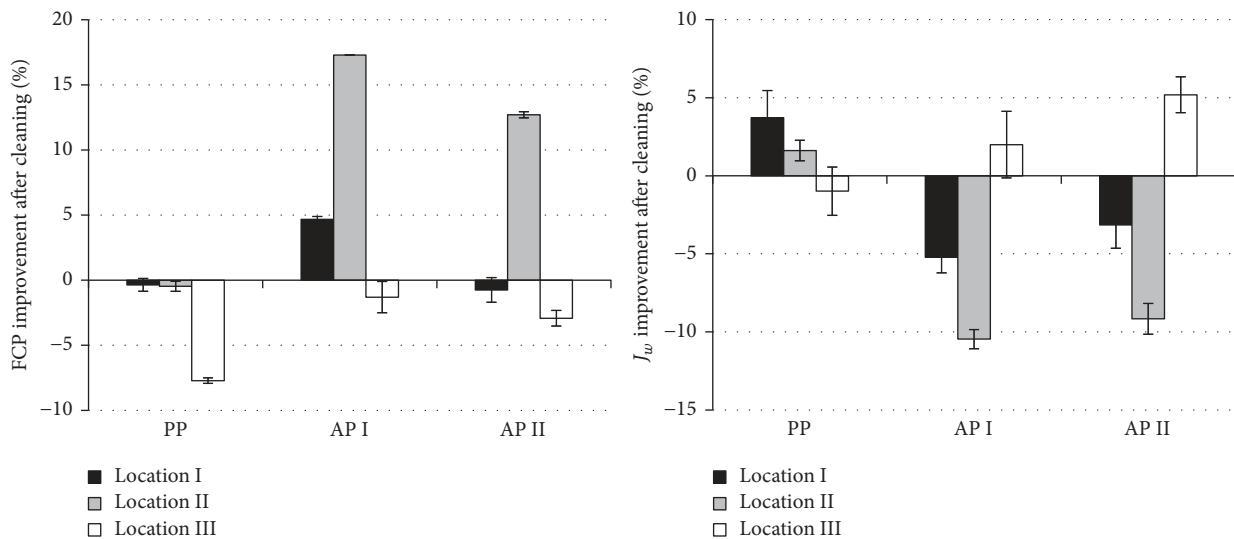 FCP improvement after cleaning (%)
20
15
10
5
0
−5
−10
PP
AP I
AP II
Location I
Location II
Location III
J_w improvement after cleaning (%)
10
5
0
−5
−10
−15
PP
AP I
AP II
Location I
Location II
Location III